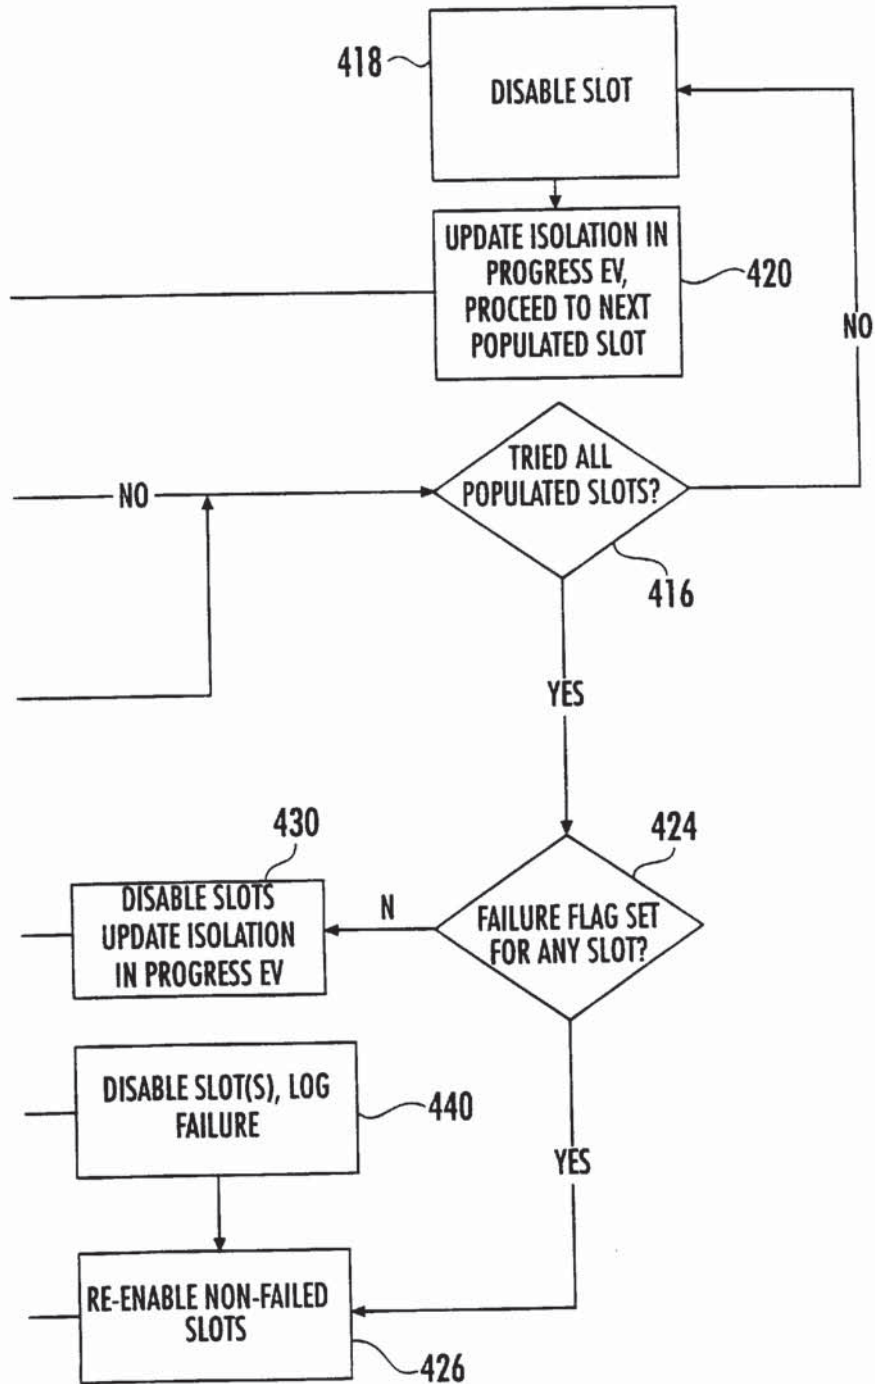 418
DISABLE SLOT
UPDATE ISOLATION IN
PROGRESS EV,
PROCEED TO NEXT
POPULATED SLOT
420
NO
TRIED ALL
POPULATED SLOTS?
NO
416
YES
430
424
DISABLE SLOTS
UPDATE ISOLATION
IN PROGRESS EV
N
FAILURE FLAG SET
FOR ANY SLOT?
DISABLE SLOT(S), LOG
FAILURE
440
YES
RE-ENABLE NON-FAILED
SLOTS
426